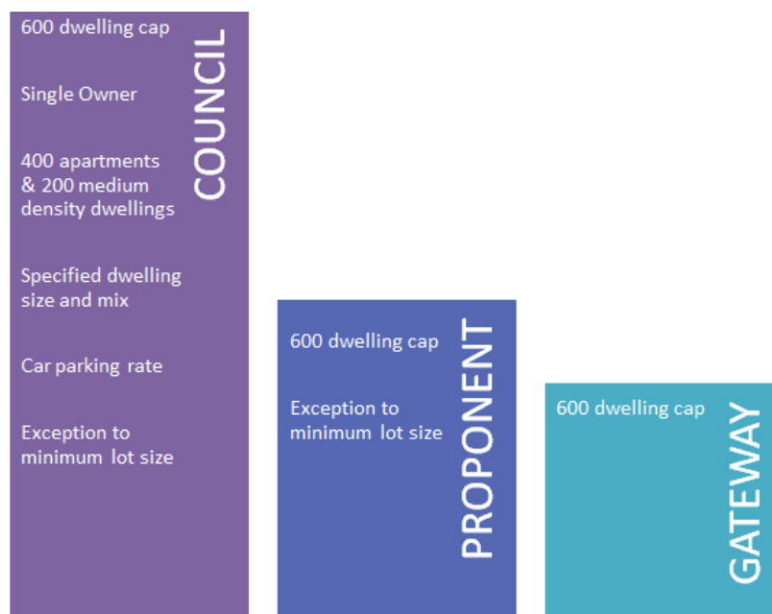 600 dwelling cap
Single Owner
400 apartments
& 200 medium
density dwellings
Specified dwelling
size and mix
Car parking rate
Exception to
minimum lot size
COUNCIL
600 dwelling cap
Exception to
minimum lot size
PROPONENT
600 dwelling cap
GATEWAY